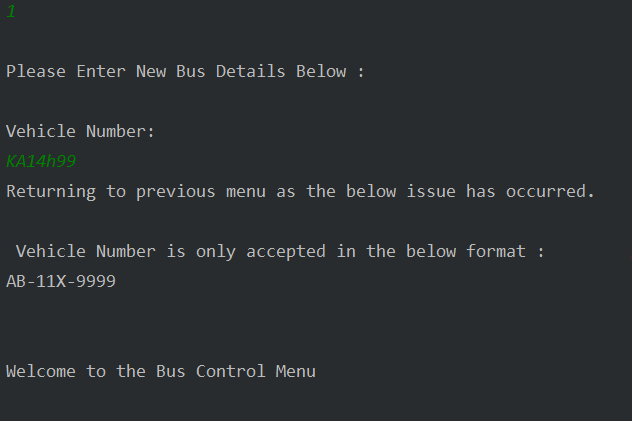 1
Please Enter New Bus Details Below :
Vehicle Number:
KA14h99
Returning to previous menu as the below issue has occurred.
Vehicle Number is only accepted in the below format :
AB-11X-9999
Welcome to the Bus Control Menu